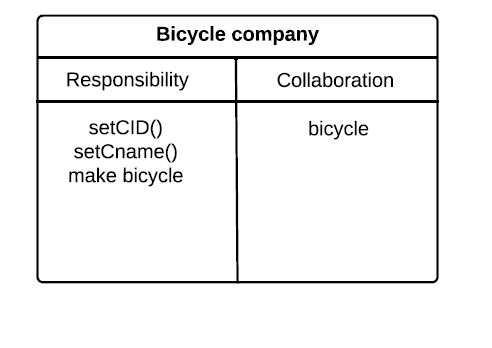 Bicycle company
Responsibility
Collaboration
setCID()
setCname()
make bicycle
bicycle